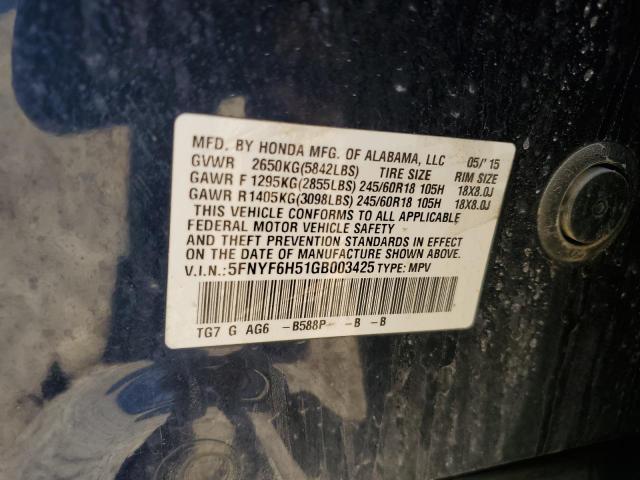 MFD. BY HONDA MFG. OF ALABAMA, LLC 05/'15
GVWR 2650KG(5842LBS) TIRE SIZE RIM SIZE
GAWR F1295KG(2855LBS) 245/60R18 105H 18X8.0J
GAWR R1405KG(3098LBS) 245/60R18 105H 18X8.0J
THIS VEHICLE CONFORMS TO ALL APPLICABLE
FEDERAL MOTOR VEHICLE SAFETY
AND THEFT PREVENTION STANDARDS IN EFFECT
ON THE DATE OF MANUFACTURE SHOWN ABOVE.
V.I.N.:5FNYF6H51GB003425 TYPE: MPV
TG7 G AG6 -B588P- -B -B